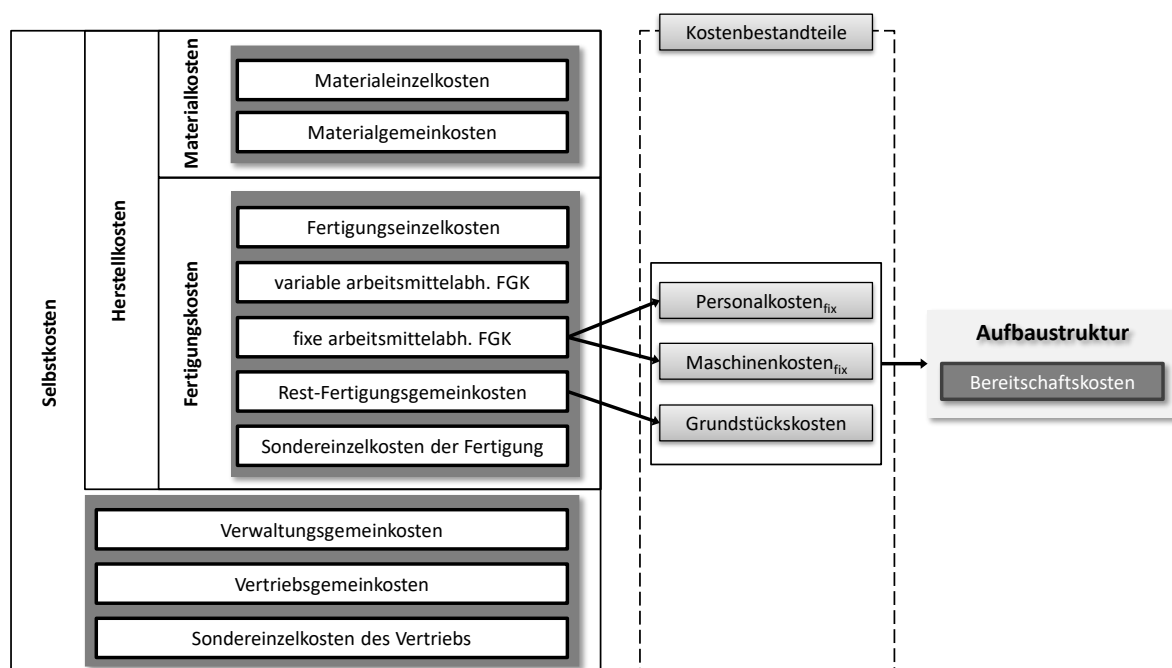 Selbstkosten
Herstellkosten
Materialkosten
Materialeinzelkosten
Materialgemeinkosten
Fertigungskosten
Fertigungseinzelkosten
variable arbeitsmittelabh. FGK
fixe arbeitsmittelabh. FGK
Rest-Fertigungsgemeinkosten
Sondereinzelkosten der Fertigung
Verwaltungsgemeinkosten
Vertriebsgemeinkosten
Sondereinzelkosten des Vertriebs
Kostenbestandteile
Personalkostenfix
Maschinenkostenfix
Grundstückskosten
Aufbaustruktur
Bereitschaftskosten